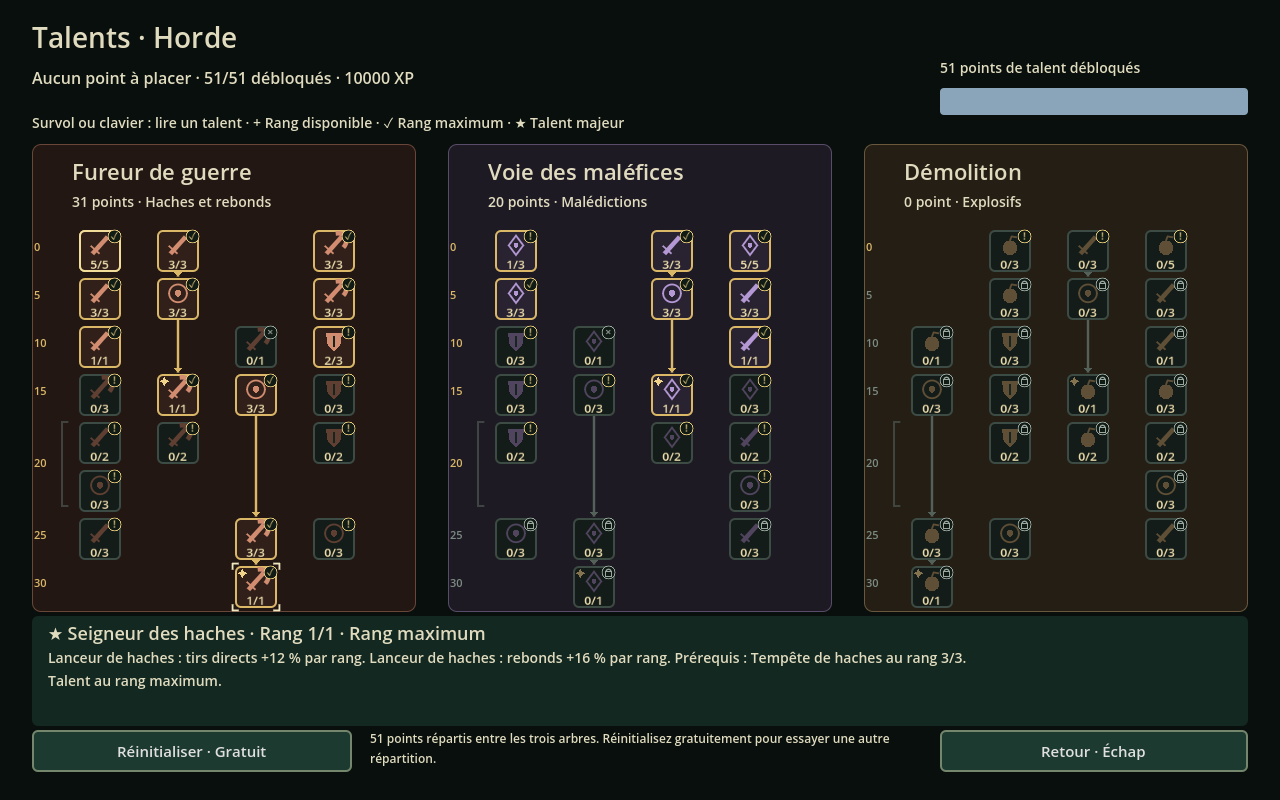 Talents · Horde
Aucun point à placer · 51/51 débloqués · 10000 XP
51 points de talent débloqués
Survol ou clavier : lire un talent · + Rang disponible · ✓ Rang maximum · ★ Talent majeur
Fureur de guerre
31 points · Haches et rebonds
0
5/5 3/3 3/3
5
3/3 3/3 3/3
10
1/1 0/1 2/3
15
0/3 1/1 3/3 0/3
0/2 0/2 0/2
20
0/3
25
0/3 3/3 0/3
30
1/1
Voie des maléfices
20 points · Malédictions
0
1/3 3/3 5/5
5
3/3 3/3 3/3
10
0/3 0/1 1/1
15
0/3 0/3 1/1 0/3
0/2 0/2 0/2
20
0/3
25
0/3 0/3 0/3
30
0/1
Démolition
0 point · Explosifs
0
0/3 0/3 0/5
5
0/3 0/3 0/3
10
0/1 0/3 0/1
15
0/3 0/3 0/1 0/3
0/2 0/2 0/2
20
0/3
25
0/3 0/3 0/3
30
0/1
★ Seigneur des haches · Rang 1/1 · Rang maximum
Lanceur de haches : tirs directs +12 % par rang. Lanceur de haches : rebonds +16 % par rang. Prérequis : Tempête de haches au rang 3/3.
Talent au rang maximum.
Réinitialiser · Gratuit
51 points répartis entre les trois arbres. Réinitialisez gratuitement pour essayer une autre
répartition.
Retour · Échap